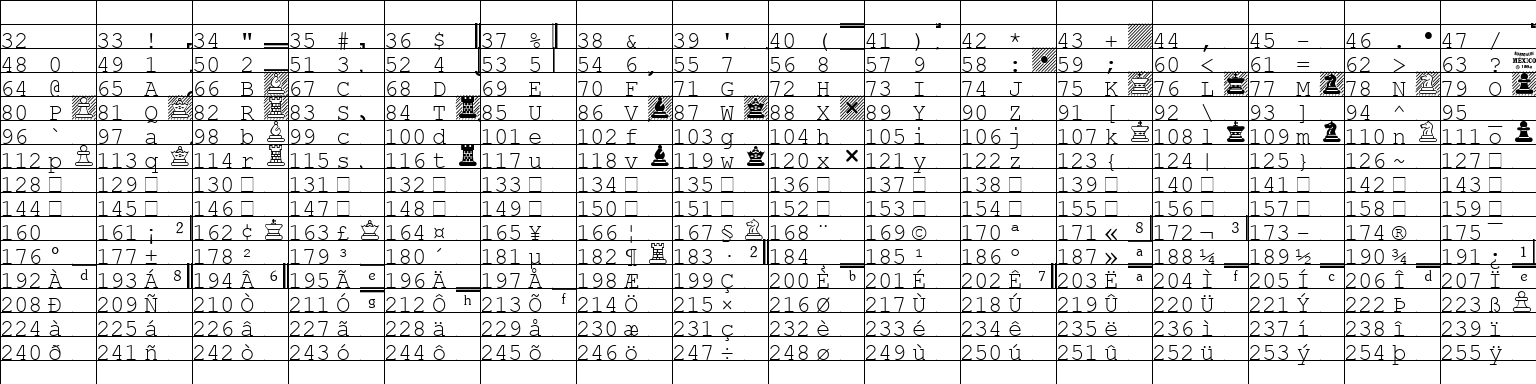 32 33 ! 34 " 35 # 36 $ 37 % 38 & 39 ' 40 ( 41 ) 42 * 43 + 44 , 45 - 46 . 47 /
48 0 49 1 50 2 51 3 52 4 53 5 54 6 55 7 56 8 57 9 58 : 59 ; 60 < 61 = 62 > 63 ?
64 @ 65 A 66 B 67 C 68 D 69 E 70 F 71 G 72 H 73 I 74 J 75 K 76 L 77 M 78 N 79 O
80 P 81 Q 82 R 83 S 84 T 85 U 86 V 87 W 88 X 89 Y 90 Z 91 [ 92 \ 93 ] 94 ^ 95
96 ` 97 a 98 b 99 c 100 d 101 e 102 f 103 g 104 h 105 i 106 j 107 k 108 l 109 m 110 n 111 o
112 p 113 q 114 r 115 s 116 t 117 u 118 v 119 w 120 x 121 y 122 z 123 { 124 | 125 } 126 ~ 127 □
128 □ 129 □ 130 □ 131 □ 132 □ 133 □ 134 □ 135 □ 136 □ 137 □ 138 □ 139 □ 140 □ 141 □ 142 □ 143 □
144 □ 145 □ 146 □ 147 □ 148 □ 149 □ 150 □ 151 □ 152 □ 153 □ 154 □ 155 □ 156 □ 157 □ 158 □ 159 □
160 161 ¡ 2 162 ¢ 163 £ 164 ¤ 165 ¥ 166 ¦ 167 § 168 ¨ 169 © 170 ª 171 « 8 172 ¬ 3 173 - 174 ® 175 ¯
176 ° 177 ± 178 ² 179 ³ 180 ´ 181 µ 182 ¶ 183 · 2 184 185 ¹ 186 º 187 » a 188 ¼ 189 ½ 190 ¾ 191 ¿ 1
192 À d 193 Á 8 194 Â 6 195 Ã e 196 Ä 197 Å 198 Æ 199 Ç 200 È b 201 É 202 Ê 7 203 Ë a 204 Ì f 205 Í c 206 Î d 207 Ï e
208 Ð 209 Ñ 210 Ò 211 Ó g 212 Ô h 213 Õ f 214 Ö 215 × 216 Ø 217 Ù 218 Ú 219 Û 220 Ü 221 Ý 222 Þ 223 ß
224 à 225 á 226 â 227 ã 228 ä 229 å 230 æ 231 ç 232 è 233 é 234 ê 235 ë 236 ì 237 í 238 î 239 ï
240 ð 241 ñ 242 ò 243 ó 244 ô 245 õ 246 ö 247 ÷ 248 ø 249 ù 250 ú 251 û 252 ü 253 ý 254 þ 255 ÿ